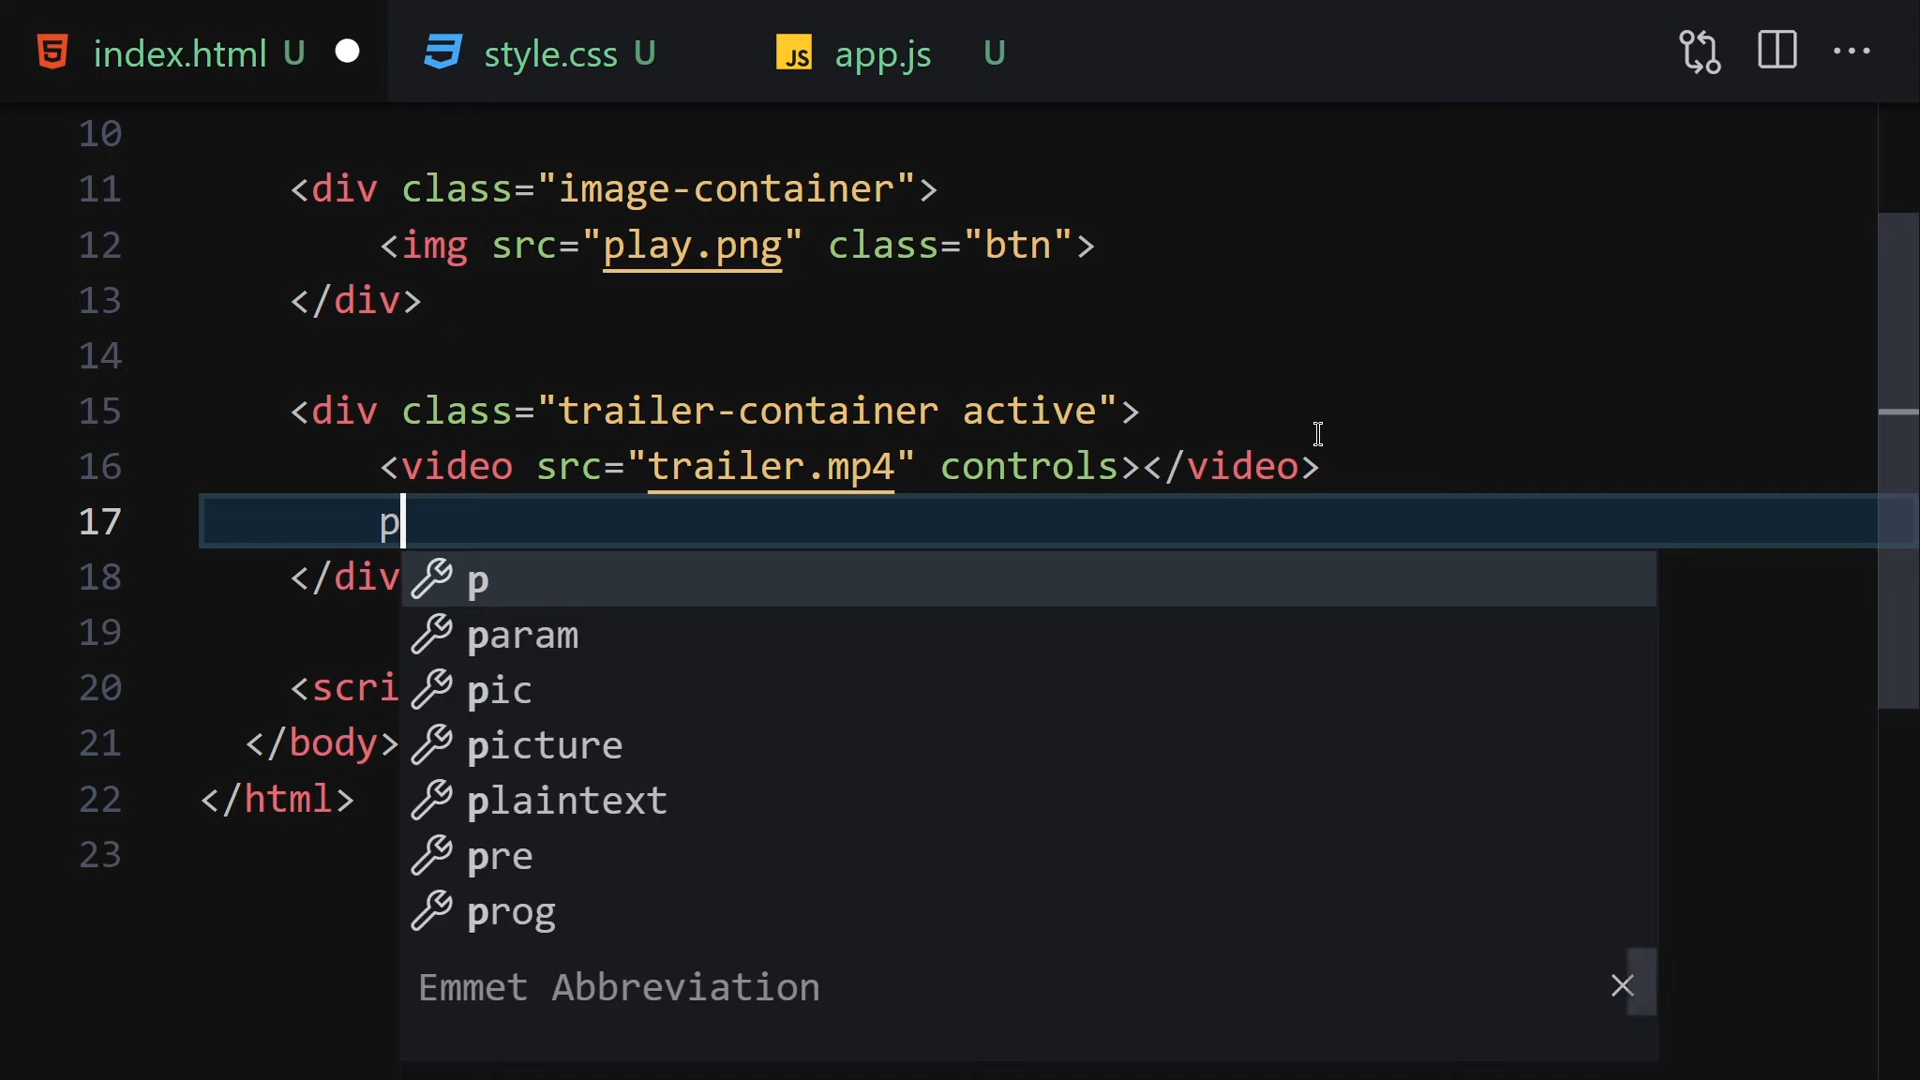 index.html U style.css U JS app.js U
10
11 <div class="image-container">
12 <img src="play.png" class="btn">
13 </div>
14
15 <div class="trailer-container active">
16 <video src="trailer.mp4" controls></video>
17 p
18 </div
p
19
param
20 <scri
pic
21 </body>
picture
22 </html>
plaintext
23
pre
prog
Emmet Abbreviation